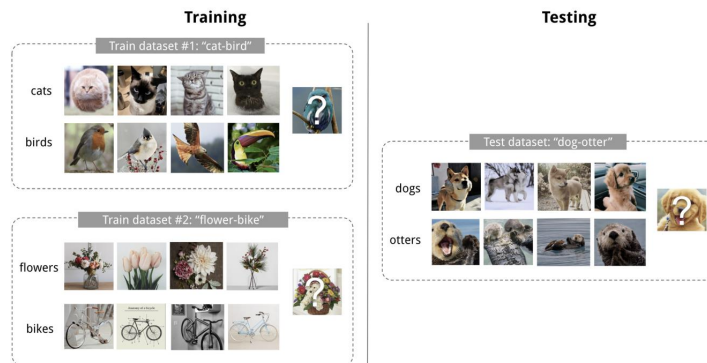 Training
Testing
Train dataset #1: “cat-bird”
cats
?
birds
Test dataset: “dog-otter”
dogs
?
otters
Train dataset #2: “flower-bike”
flowers
?
bikes